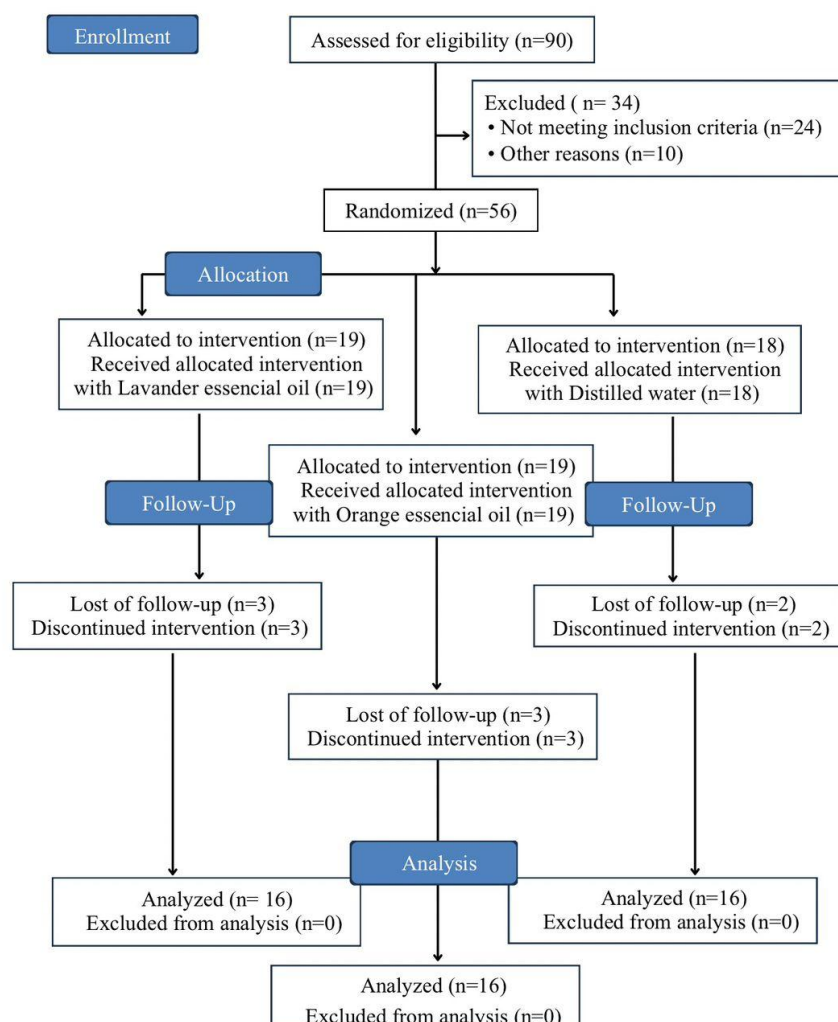 Enrollment
Assessed for eligibility (n=90)
Excluded ( n= 34)
• Not meeting inclusion criteria (n=24)
• Other reasons (n=10)
Randomized (n=56)
Allocation
Allocated to intervention (n=19)
Received allocated intervention
with Lavander essencial oil (n=19)
Allocated to intervention (n=18)
Received allocated intervention
with Distilled water (n=18)
Allocated to intervention (n=19)
Received allocated intervention
with Orange essencial oil (n=19)
Follow-Up
Follow-Up
Lost of follow-up (n=3)
Discontinued intervention (n=3)
Lost of follow-up (n=2)
Discontinued intervention (n=2)
Lost of follow-up (n=3)
Discontinued intervention (n=3)
Analysis
Analyzed (n= 16)
Excluded from analysis (n=0)
Analyzed (n=16)
Excluded from analysis (n=0)
Analyzed (n=16)
Excluded from analysis (n=0)